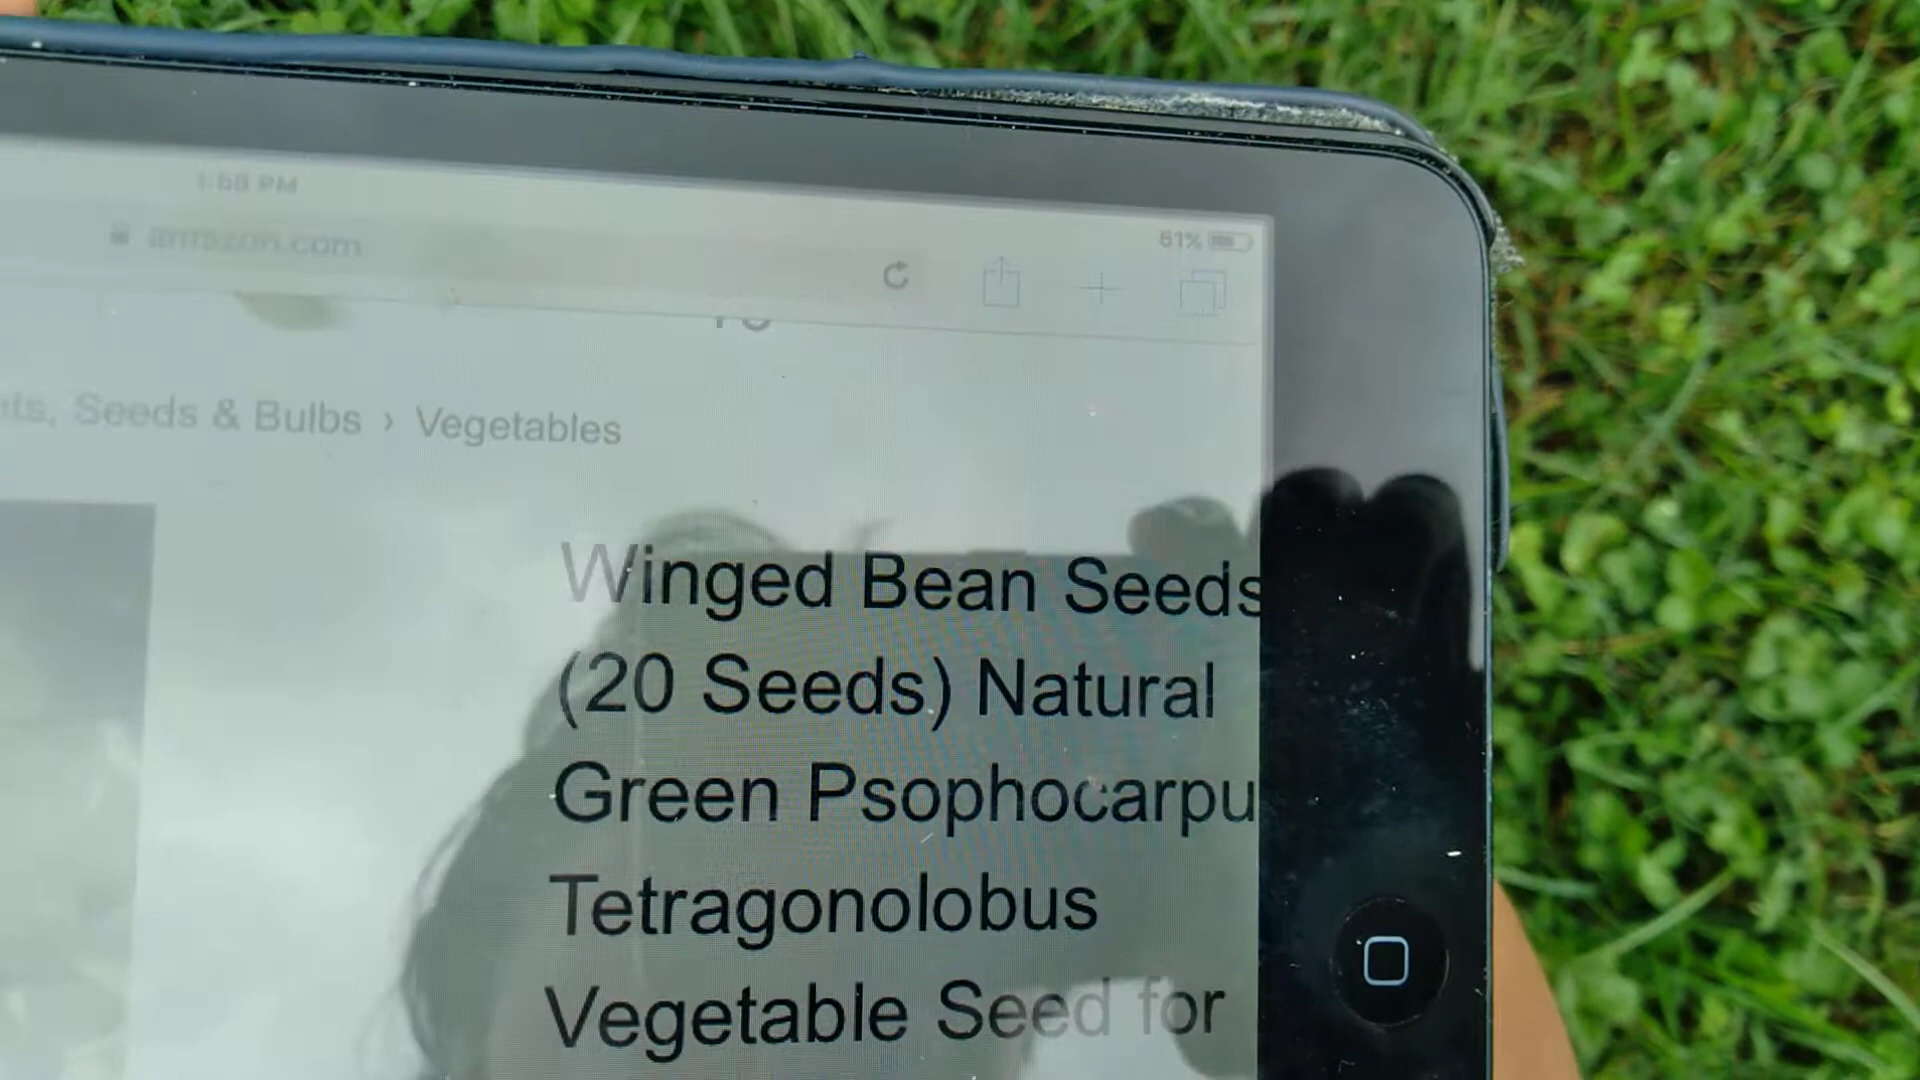 1:58 PM
61%
amazon.com
Seeds & Bulbs › Vegetables
Winged Bean Seeds
(20 Seeds) Natural
Green Psophocarpu
Tetragonolobus
Vegetable Seed for